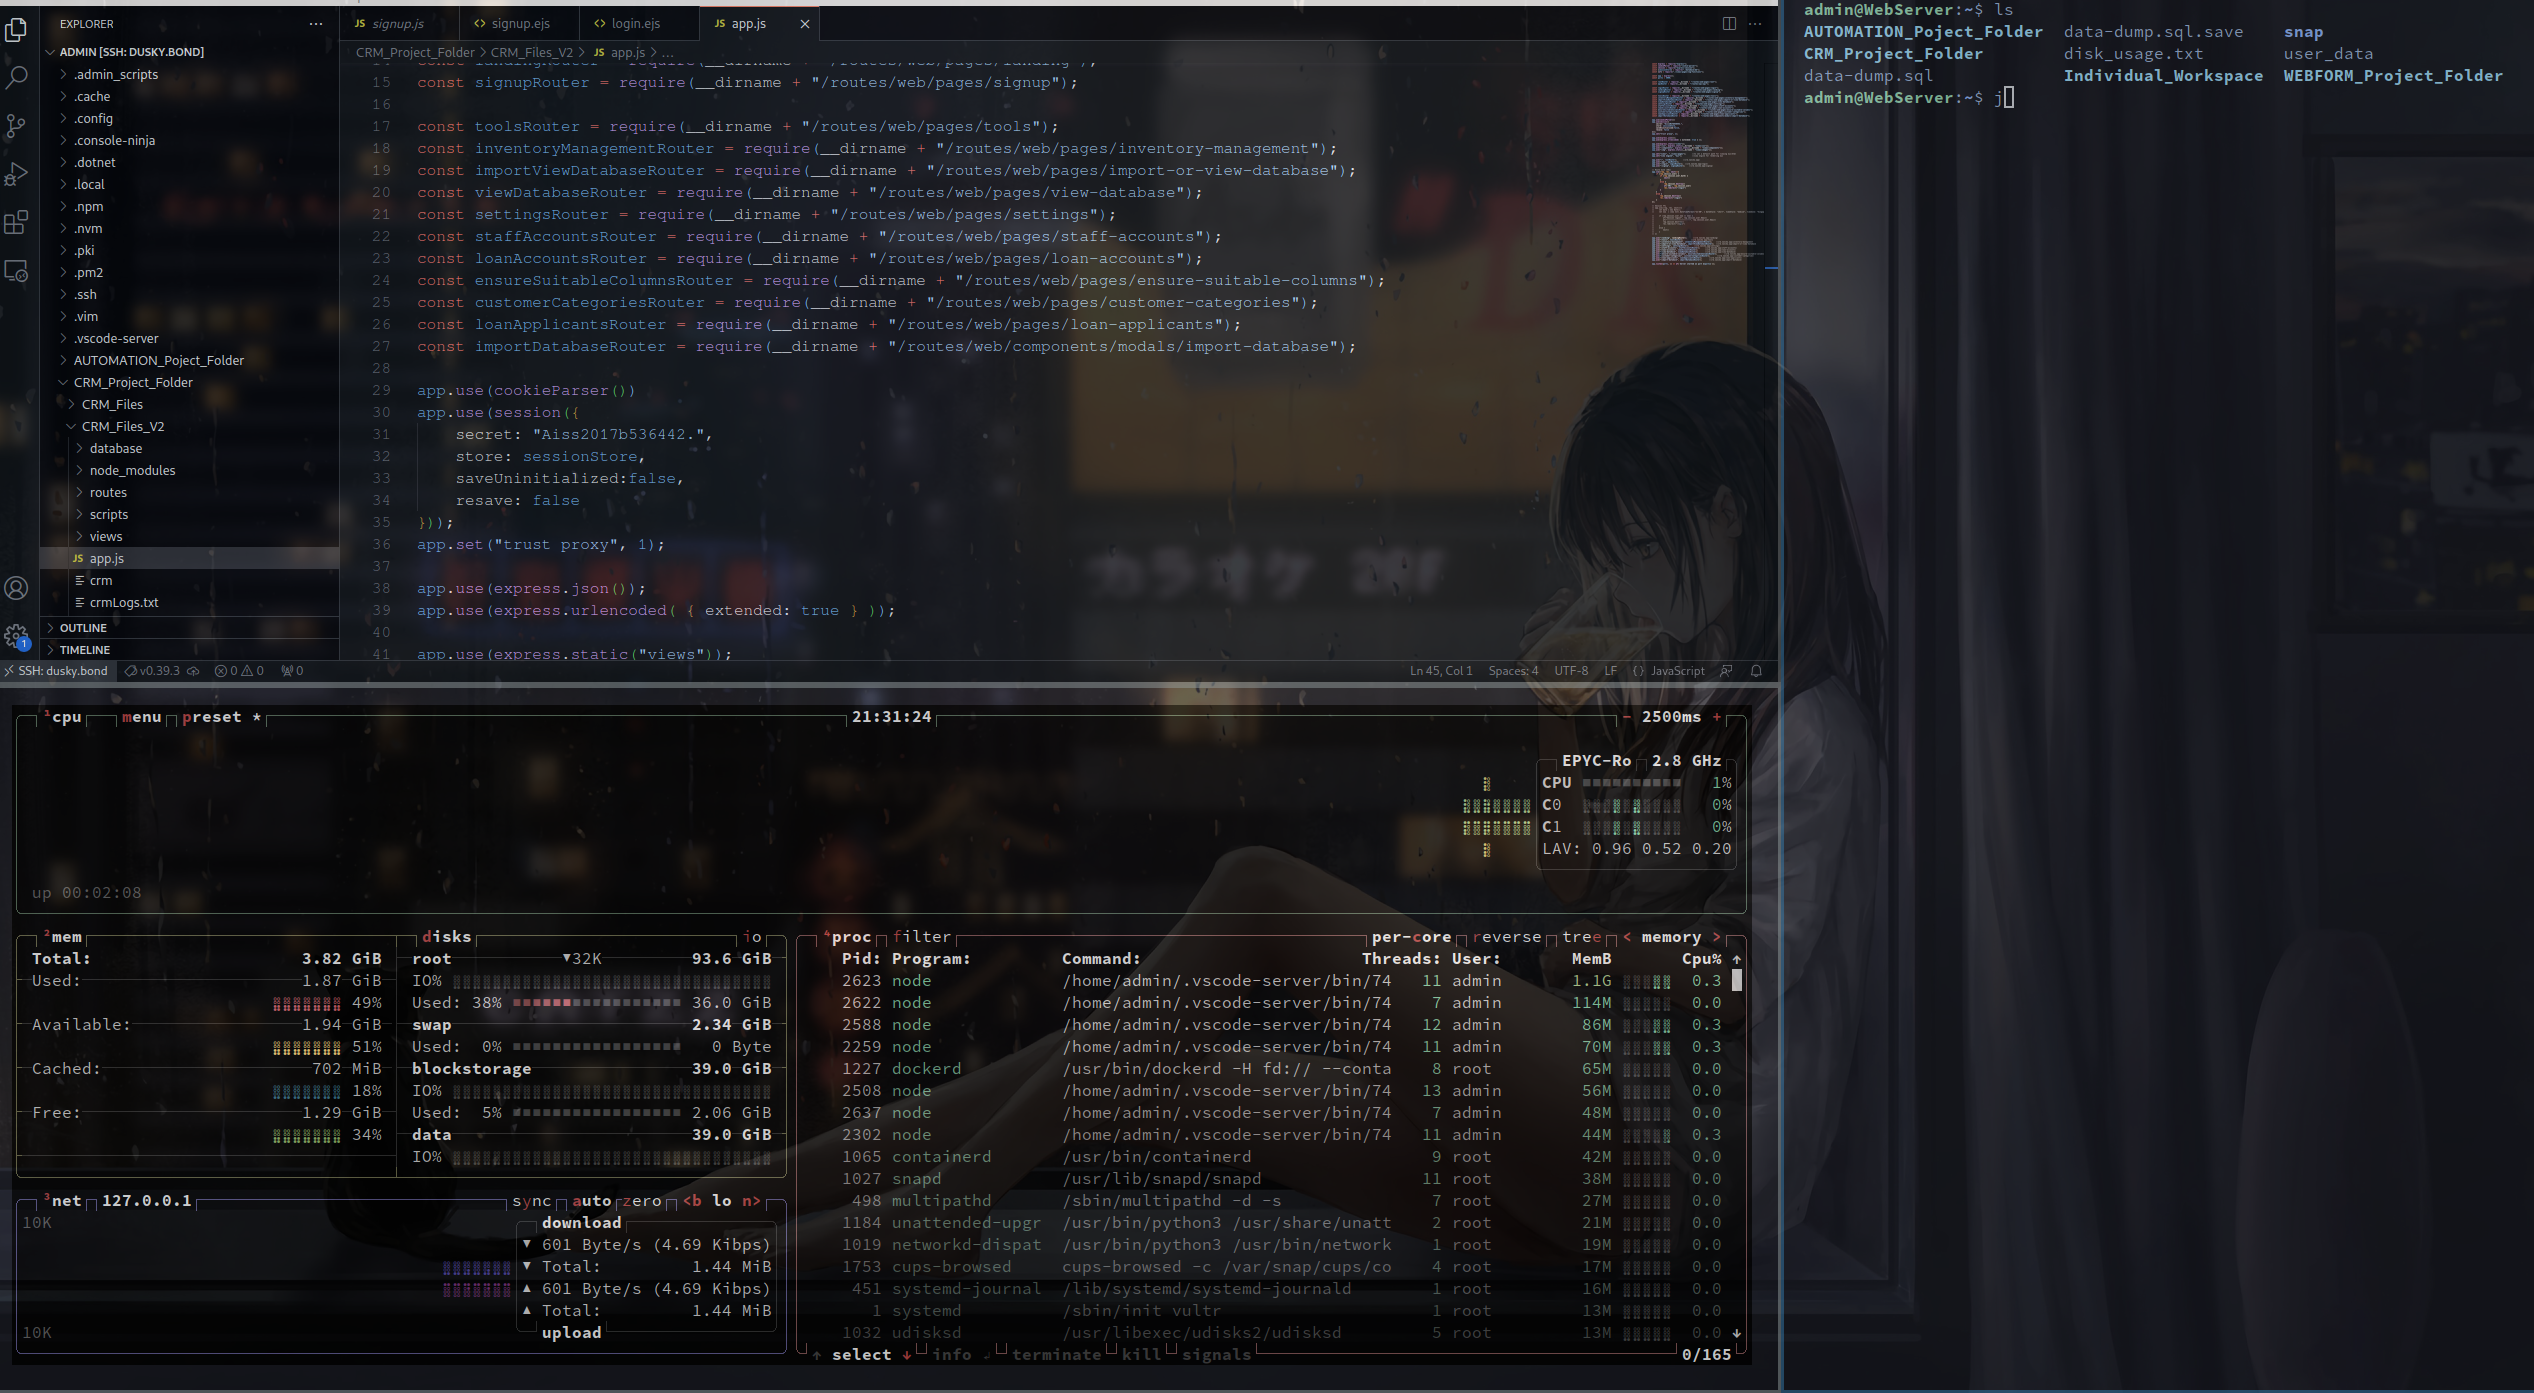 EXPLORER ···
ADMIN [SSH: DUSKY.BOND]
.admin_scripts
.cache
.config
.console-ninja
.dotnet
.local
.npm
.nvm
.pki
.pm2
.ssh
.vim
.vscode-server
AUTOMATION_Poject_Folder
CRM_Project_Folder
CRM_Files
CRM_Files_V2
database
node_modules
routes
scripts
views
JS app.js
crm
crmLogs.txt
OUTLINE
TIMELINE
1
JS signup.js <> signup.ejs <> login.ejs JS app.js
CRM_Project_Folder > CRM_Files_V2 > JS app.js > ...
15 const signupRouter = require(__dirname + "/routes/web/pages/signup");
16
17 const toolsRouter = require(__dirname + "/routes/web/pages/tools");
18 const inventoryManagementRouter = require(__dirname + "/routes/web/pages/inventory-management");
19 const importViewDatabaseRouter = require(__dirname + "/routes/web/pages/import-or-view-database");
20 const viewDatabaseRouter = require(__dirname + "/routes/web/pages/view-database");
21 const settingsRouter = require(__dirname + "/routes/web/pages/settings");
22 const staffAccountsRouter = require(__dirname + "/routes/web/pages/staff-accounts");
23 const loanAccountsRouter = require(__dirname + "/routes/web/pages/loan-accounts");
24 const ensureSuitableColumnsRouter = require(__dirname + "/routes/web/pages/ensure-suitable-columns");
25 const customerCategoriesRouter = require(__dirname + "/routes/web/pages/customer-categories");
26 const loanApplicantsRouter = require(__dirname + "/routes/web/pages/loan-applicants");
27 const importDatabaseRouter = require(__dirname + "/routes/web/components/modals/import-database");
28
29 app.use(cookieParser())
30 app.use(session({
31 secret: "Aiss2017b536442.",
32 store: sessionStore,
33 saveUninitialized:false,
34 resave: false
35 }));
36 app.set("trust proxy", 1);
37
38 app.use(express.json());
39 app.use(express.urlencoded( { extended: true } ));
40
41 app.use(express.static("views"));
カラオケ
SSH: dusky.bond v0.39.3 0 0 0 Ln 45, Col 1 Spaces: 4 UTF-8 LF {} JavaScript
admin@WebServer:~$ ls
AUTOMATION_Poject_Folder data-dump.sql.save snap
CRM_Project_Folder disk_usage.txt user_data
data-dump.sql Individual_Workspace WEBFORM_Project_Folder
admin@WebServer:~$ j
1cpu menu preset * 21:31:24 - 2500ms +
EPYC-Ro 2.8 GHz
CPU 1%
C0 0%
C1 0%
LAV: 0.96 0.52 0.20
up 00:02:08
2mem
Total: 3.82 GiB
Used: 1.87 GiB
49%
Available: 1.94 GiB
51%
Cached: 702 MiB
18%
Free: 1.29 GiB
34%
disks io
root ▼32K 93.6 GiB
IO%
Used: 38% 36.0 GiB
swap 2.34 GiB
Used: 0% 0 Byte
blockstorage 39.0 GiB
IO%
Used: 5% 2.06 GiB
data 39.0 GiB
IO%
3net 127.0.0.1 sync auto zero <b lo n>
10K
download
▼ 601 Byte/s (4.69 Kibps)
▼ Total: 1.44 MiB
▲ 601 Byte/s (4.69 Kibps)
▲ Total: 1.44 MiB
upload
10K
4proc filter per-core reverse tree < memory >
Pid: Program: Command: Threads: User: MemB Cpu% ↑
2623 node /home/admin/.vscode-server/bin/74 11 admin 1.1G 0.3
2622 node /home/admin/.vscode-server/bin/74 7 admin 114M 0.0
2588 node /home/admin/.vscode-server/bin/74 12 admin 86M 0.3
2259 node /home/admin/.vscode-server/bin/74 11 admin 70M 0.3
1227 dockerd /usr/bin/dockerd -H fd:// --conta 8 root 65M 0.0
2508 node /home/admin/.vscode-server/bin/74 13 admin 56M 0.0
2637 node /home/admin/.vscode-server/bin/74 7 admin 48M 0.0
2302 node /home/admin/.vscode-server/bin/74 11 admin 44M 0.3
1065 containerd /usr/bin/containerd 9 root 42M 0.0
1027 snapd /usr/lib/snapd/snapd 11 root 38M 0.0
498 multipathd /sbin/multipathd -d -s 7 root 27M 0.0
1184 unattended-upgr /usr/bin/python3 /usr/share/unatt 2 root 21M 0.0
1019 networkd-dispat /usr/bin/python3 /usr/bin/network 1 root 19M 0.0
1753 cups-browsed cups-browsed -c /var/snap/cups/co 4 root 17M 0.0
451 systemd-journal /lib/systemd/systemd-journald 1 root 16M 0.0
1 systemd /sbin/init vultr 1 root 13M 0.0
1032 udisksd /usr/libexec/udisks2/udisksd 5 root 13M 0.0 ↓
↑ select ↓ info ↲ terminate kill signals 0/165